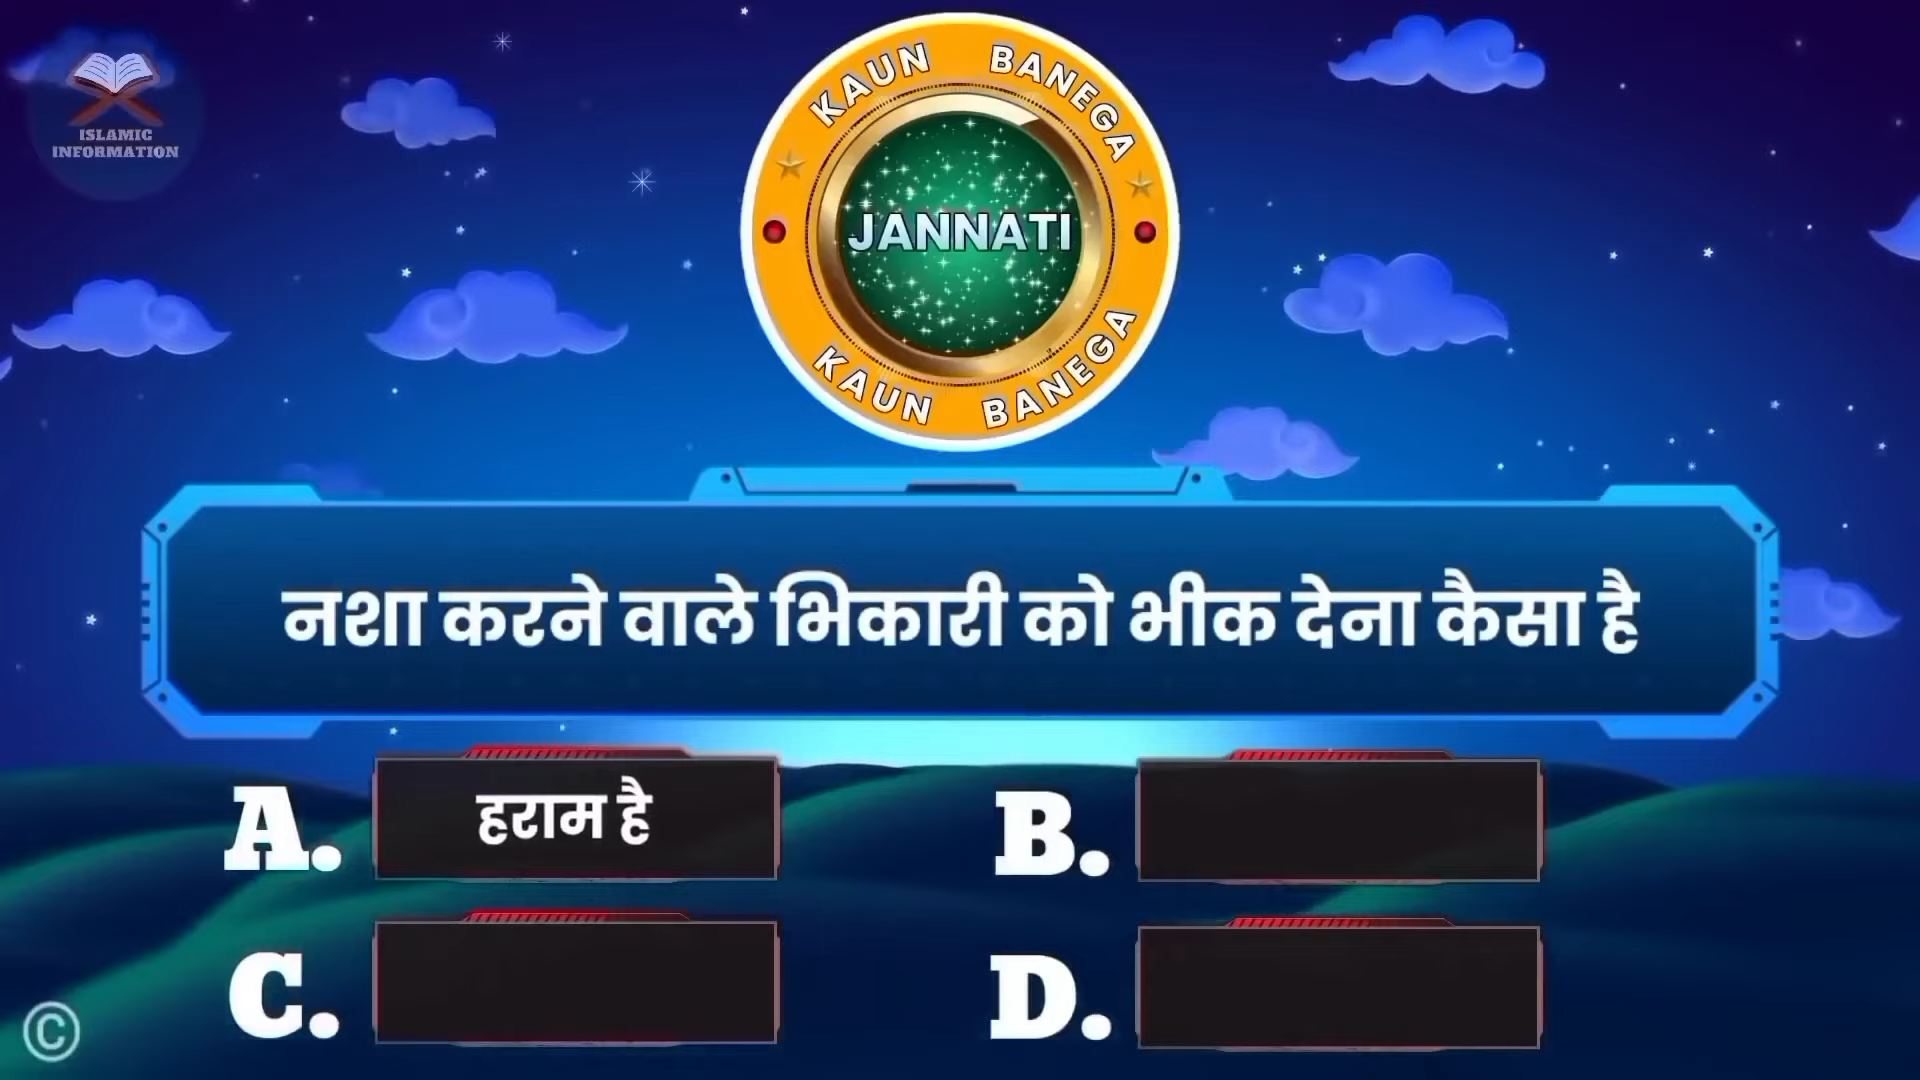 ISLAMIC
INFORMATION
KAUN BANEGA
JANNATI
KAUN BANEGA
नशा करने वाले भिकारी को भीक देना कैसा है
A. हराम है
B.
C.
D.
©